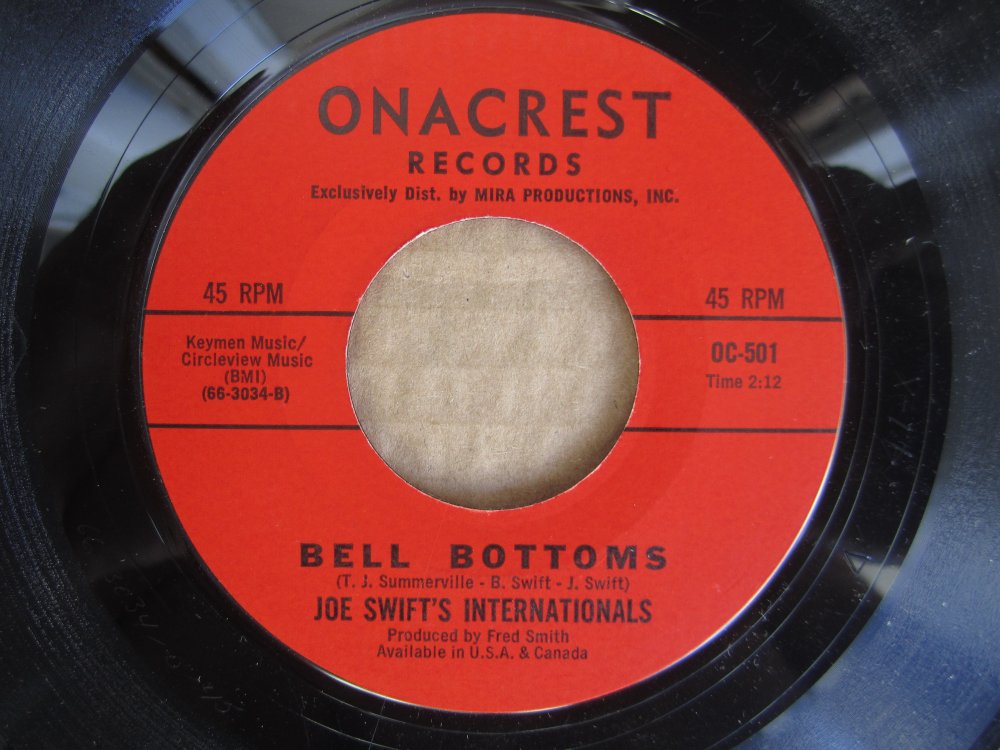 ONACREST
RECORDS
Exclusively Dist. by MIRA PRODUCTIONS, INC.
45 RPM
45 RPM
Keymen Music/
Circleview Music
(BMI)
(66-3034-B)
OC-501
Time 2:12
BELL BOTTOMS
(T. J. Summerville - B. Swift - J. Swift)
JOE SWIFT'S INTERNATIONALS
Produced by Fred Smith
Available in U.S.A. & Canada